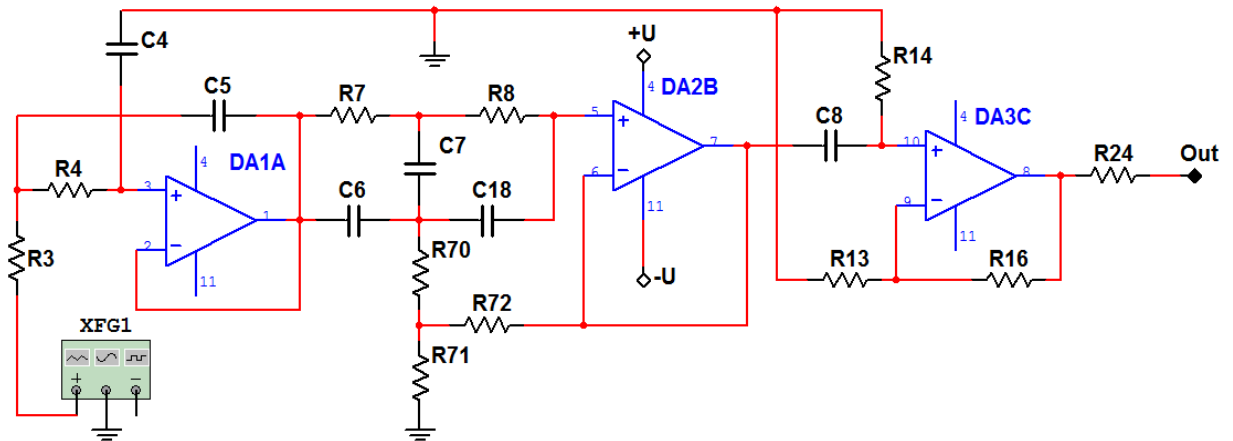 C4
+U
R14
C5
R7
R8
4
DA2B
4
DA3C
5
+
C8
C7
4
DA1A
7
10
+
R24
Out
R4
3
+
6
−
8
C6
C18
9
−
1
11
11
R3
2
−
R70
R13
R16
11
-U
R72
XFG1
R71
+
−